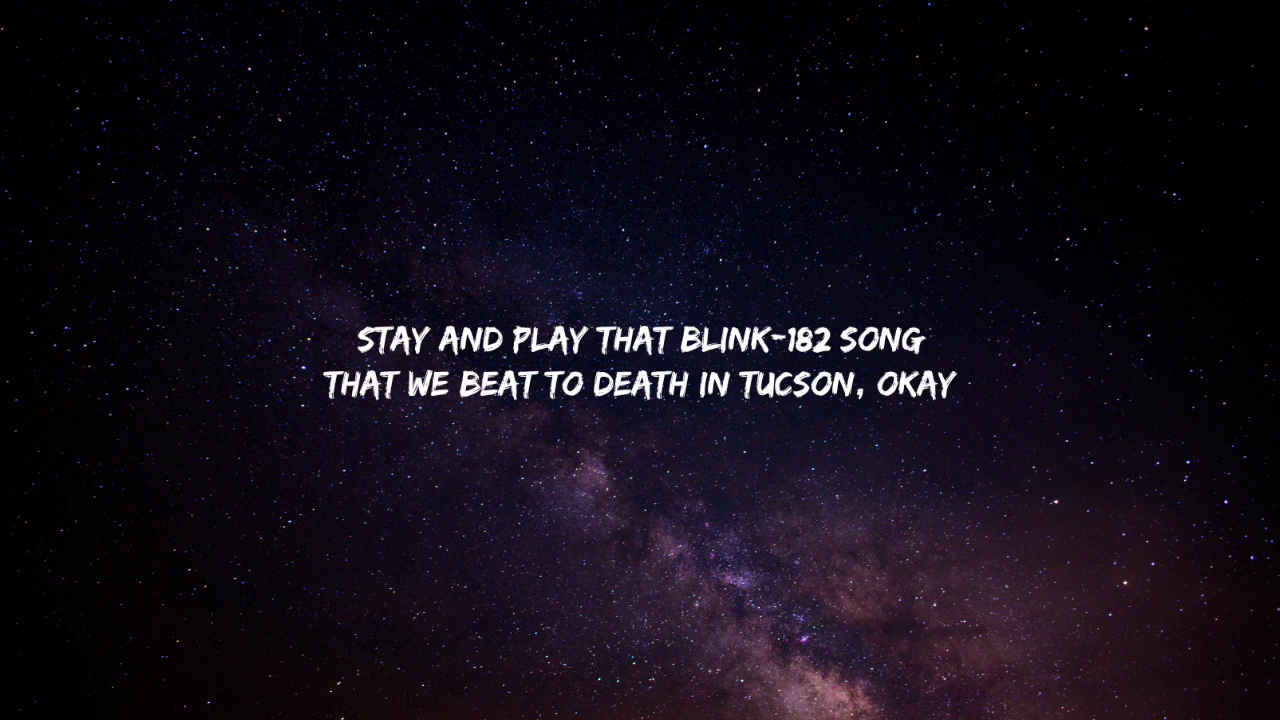 STAY AND PLAY THAT BLINK-182 SONG
THAT WE BEAT TO DEATH IN TUCSON, OKAY